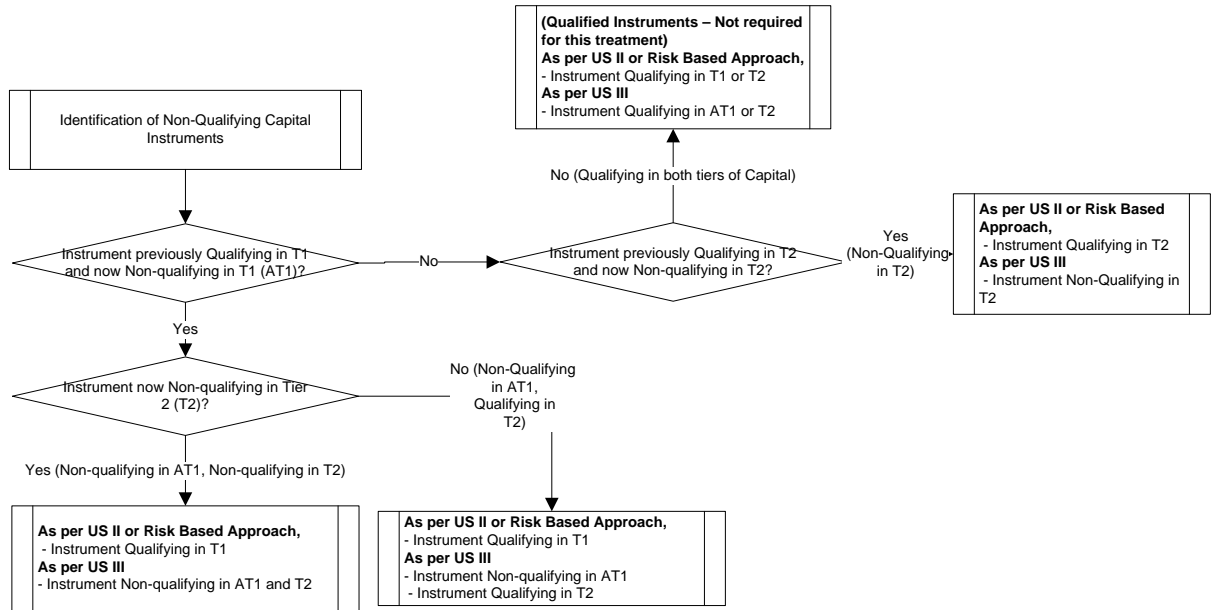 (Qualified Instruments – Not required
for this treatment)
As per US II or Risk Based Approach,
- Instrument Qualifying in T1 or T2
As per US III
- Instrument Qualifying in AT1 or T2
Identification of Non-Qualifying Capital
Instruments
No (Qualifying in both tiers of Capital)
Instrument previously Qualifying in T1
and now Non-qualifying in T1 (AT1)?
No
Instrument previously Qualifying in T2
and now Non-qualifying in T2?
Yes
(Non-Qualifying
in T2)
As per US II or Risk Based
Approach,
- Instrument Qualifying in T2
As per US III
- Instrument Non-Qualifying in
T2
Yes
Instrument now Non-qualifying in Tier
2 (T2)?
No (Non-Qualifying
in AT1,
Qualifying in
T2)
Yes (Non-qualifying in AT1, Non-qualifying in T2)
As per US II or Risk Based Approach,
- Instrument Qualifying in T1
As per US III
- Instrument Non-qualifying in AT1 and T2
As per US II or Risk Based Approach,
- Instrument Qualifying in T1
As per US III
- Instrument Non-qualifying in AT1
- Instrument Qualifying in T2